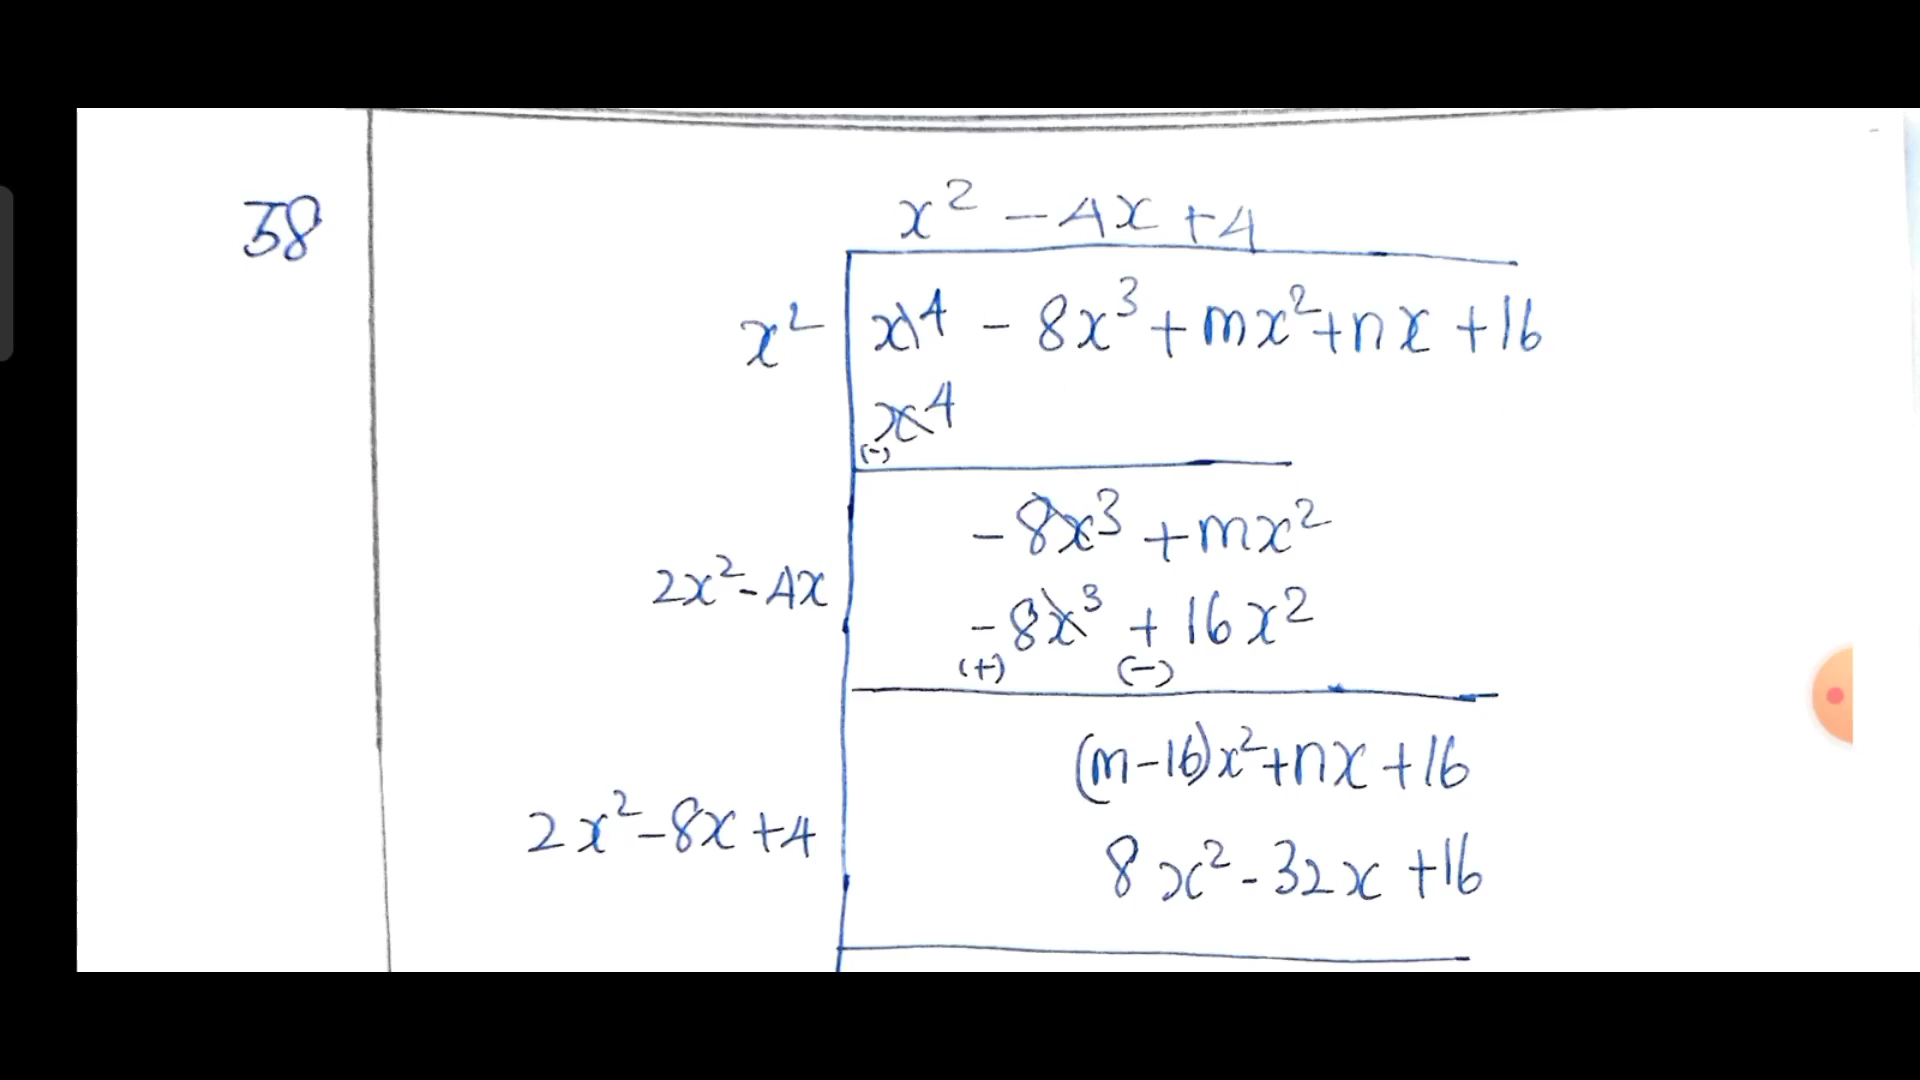 38
x² - 4x + 4
x² x⁴ - 8x³ + mx² + nx + 16
x⁴
(-)
-8x³ + mx²
2x² - 4x -8x³ + 16x²
(+) (-)
(m-16)x² + nx + 16
2x² - 8x + 4 8x² - 32x + 16